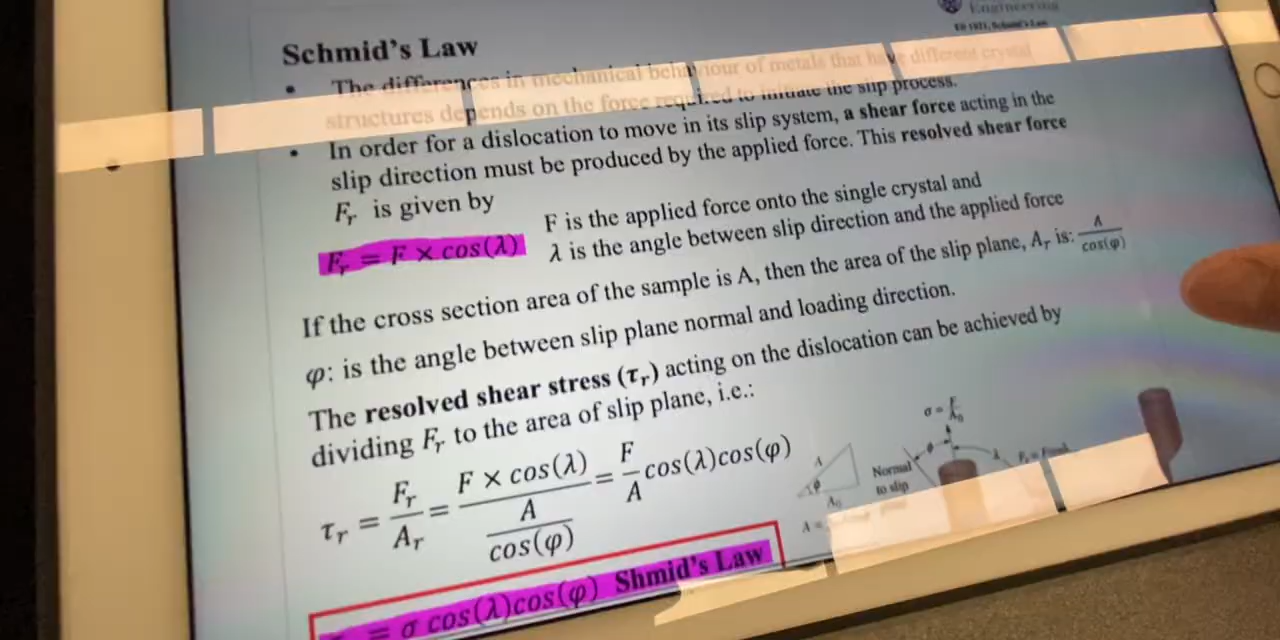 Engineering
Schmid's Law
• The differences in mechanical behaviour of metals that have different crystal
structures depends on the force required to initiate the slip process.
• In order for a dislocation to move in its slip system, a shear force acting in the
slip direction must be produced by the applied force. This resolved shear force
Fᵣ is given by
F is the applied force onto the single crystal and
Fᵣ = F × cos(λ) λ is the angle between slip direction and the applied force
If the cross section area of the sample is A, then the area of the slip plane, Aᵣ is: A/cos(φ)
φ: is the angle between slip plane normal and loading direction.
The resolved shear stress (τᵣ) acting on the dislocation can be achieved by
dividing Fᵣ to the area of slip plane, i.e.:
τᵣ = Fᵣ/Aᵣ = F × cos(λ)/(A/cos(φ)) = F/A cos(λ)cos(φ)
σ = F/A₀
A
ϕ
A₀
A =
Normal
to slip
ϕ
λ
= σ cos(λ)cos(φ) Shmid's Law